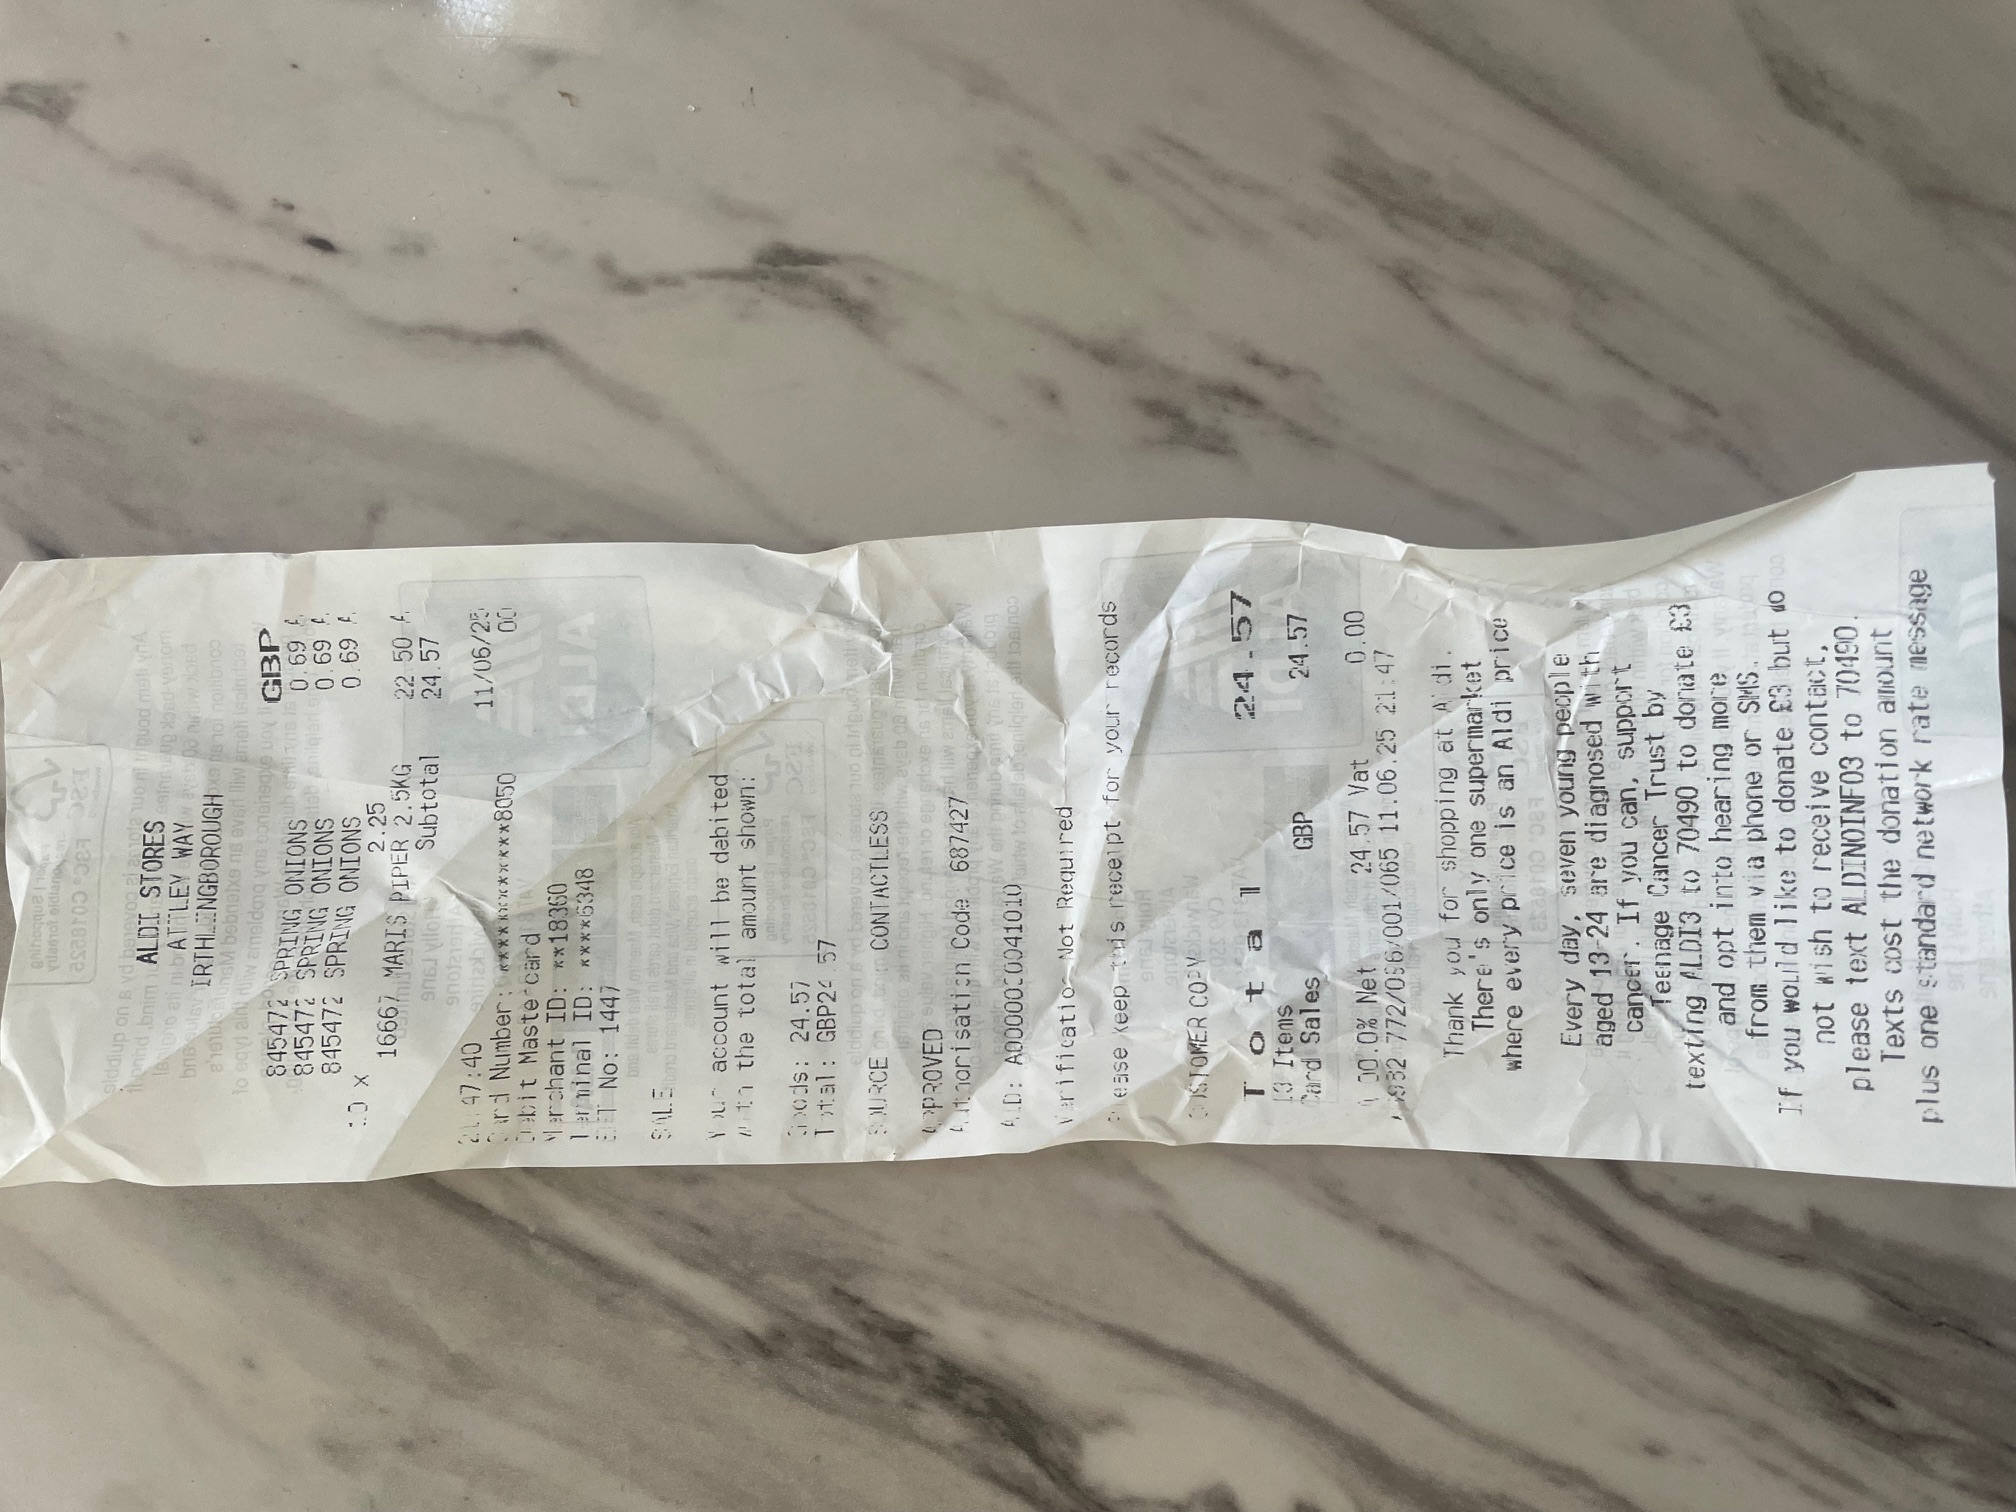 ALDI STORES
ATTLEY WAY
IRTHLINGBOROUGH
GBP
845472 SPRING ONIONS 0.69 A
845472 SPRING ONIONS 0.69 A
845472 SPRING ONIONS 0.69 A
10 x 2.25
16667 MARIS PIPER 2.5KG 22.50 A
Subtotal 24.57
21:47:40 11/06/25
Card Number: ************8050 00
Debit Mastercard
Merchant ID: **18360
Terminal ID: ****6348
EFT No: 1447
SALE
Your account will be debited
with the total amount shown:
Goods: 24.57
Total: GBP24.57
SOURCE CONTACTLESS
APPROVED
Authorisation Code: 687427
AID: A0000000041010
Verification Not Required
Please keep this receipt for your records
CUSTOMER COPY
Total 24.57
13 Items
Card Sales GBP 24.57
A 00.0% Net 24.57 Vat 0.00
772/096/001/065 11.06.25 21:47
Thank you for shopping at Aldi.
There's only one supermarket
where every price is an Aldi price
Every day, seven young people
aged 13-24 are diagnosed with
cancer. If you can, support
Teenage Cancer Trust by
texting ALDI3 to 70490 to donate £3
and opt into hearing more
from them via phone or SMS.
If you would like to donate £3 but do
not wish to receive contact,
please text ALDINOINFO3 to 70490.
Texts cost the donation amount
plus one standard network rate message